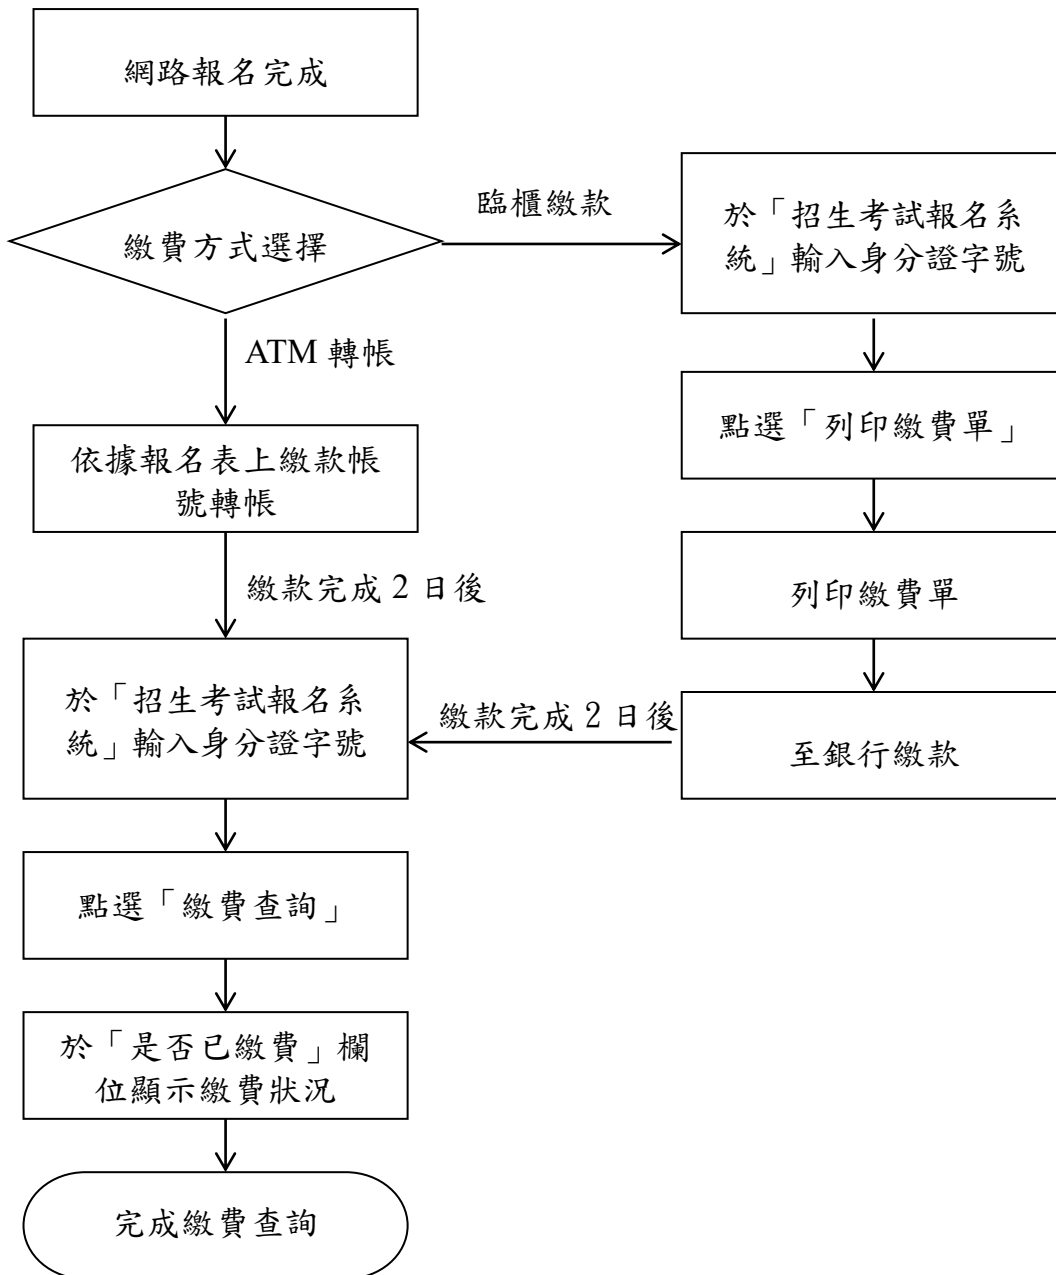 網路報名完成
繳費方式選擇
臨櫃繳款
於「招生考試報名系
統」輸入身分證字號
點選「列印繳費單」
列印繳費單
至銀行繳款
ATM 轉帳
依據報名表上繳款帳
號轉帳
繳款完成 2 日後
繳款完成 2 日後
於「招生考試報名系
統」輸入身分證字號
點選「繳費查詢」
於「是否已繳費」欄
位顯示繳費狀況
完成繳費查詢